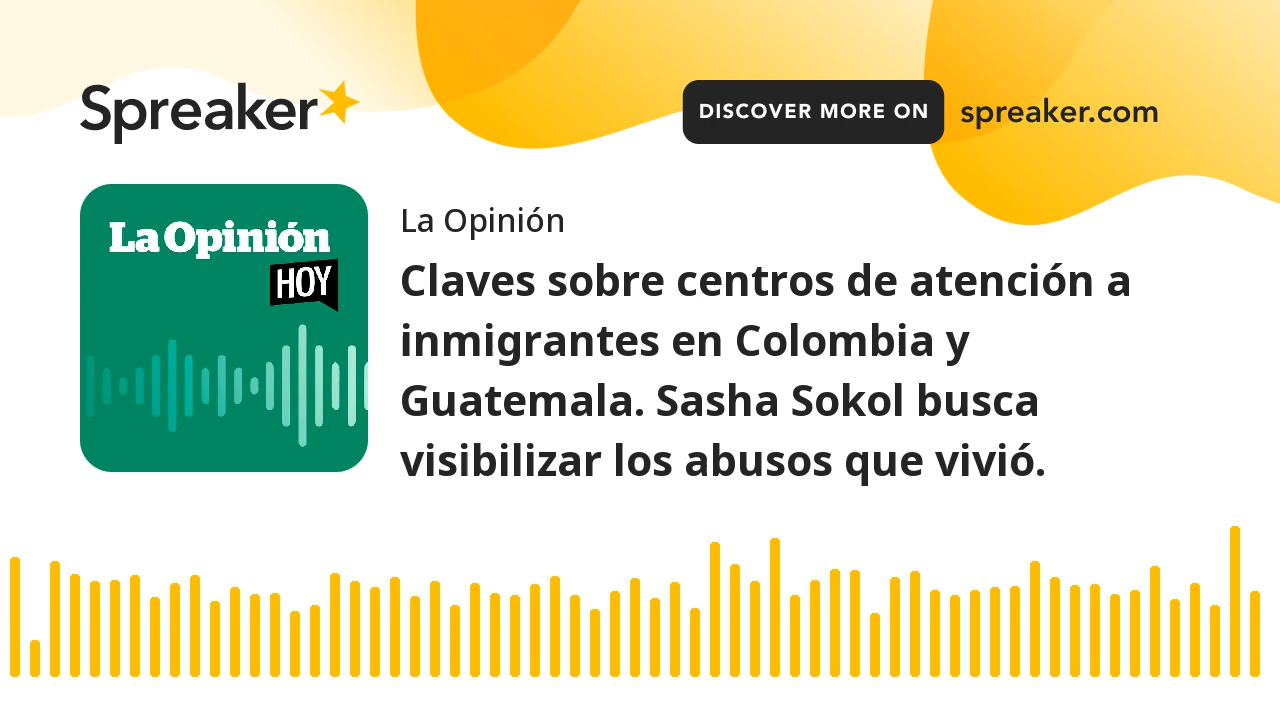 Spreaker
DISCOVER MORE ON
spreaker.com
La Opinión
HOY
La Opinión
Claves sobre centros de atención a
inmigrantes en Colombia y
Guatemala. Sasha Sokol busca
visibilizar los abusos que vivió.